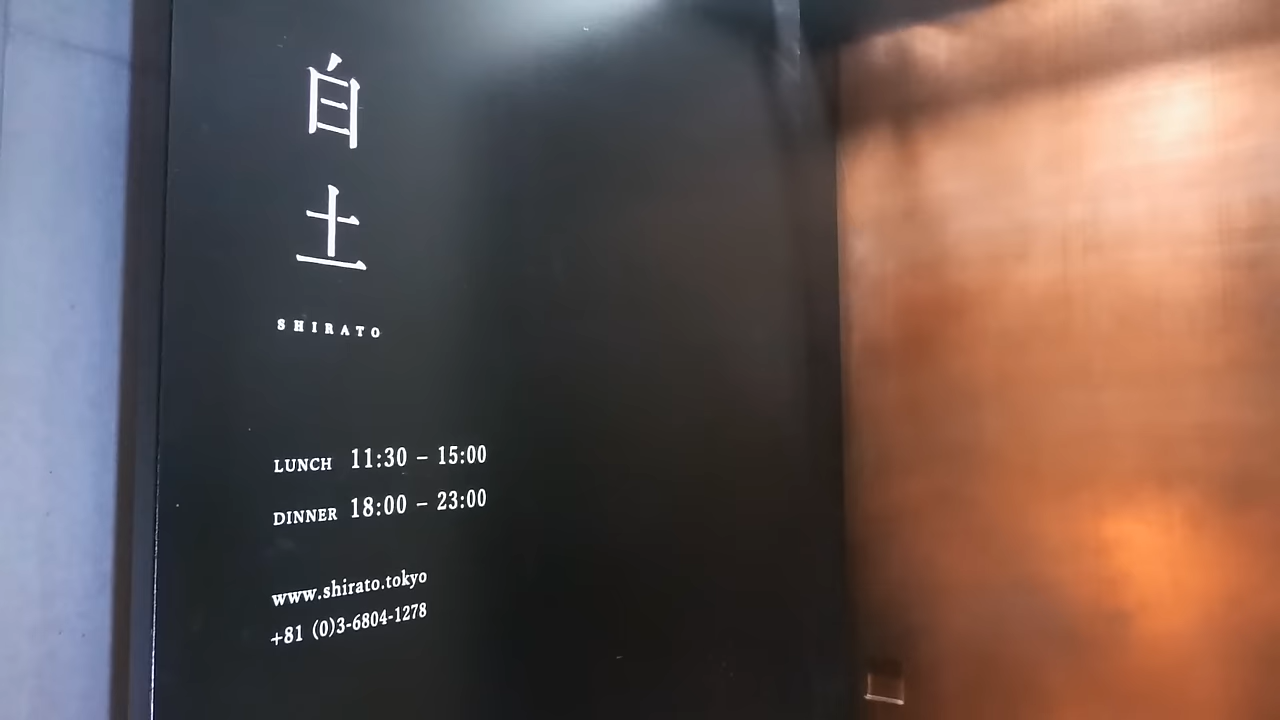 白土
SHIRATO
LUNCH 11:30 – 15:00
DINNER 18:00 – 23:00
www.shirato.tokyo
+81 (0)3-6804-1278